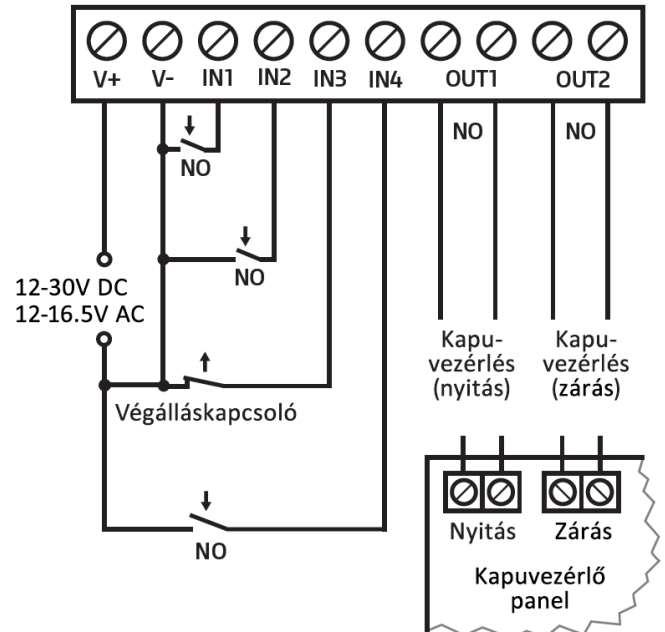 V+ V- IN1 IN2 IN3 IN4 OUT1 OUT2
NO
NO
NO
NO
12-30V DC
12-16.5V AC
Végálláskapcsoló
NO
Kapu-
vezérlés
(nyitás)
Kapu-
vezérlés
(zárás)
Nyitás Zárás
Kapuvezérlő
panel